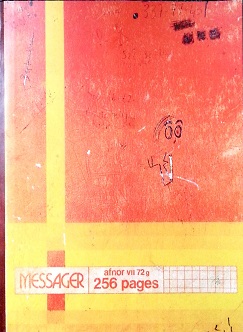 MESSAGER
afnor VII 72 g
256 pages